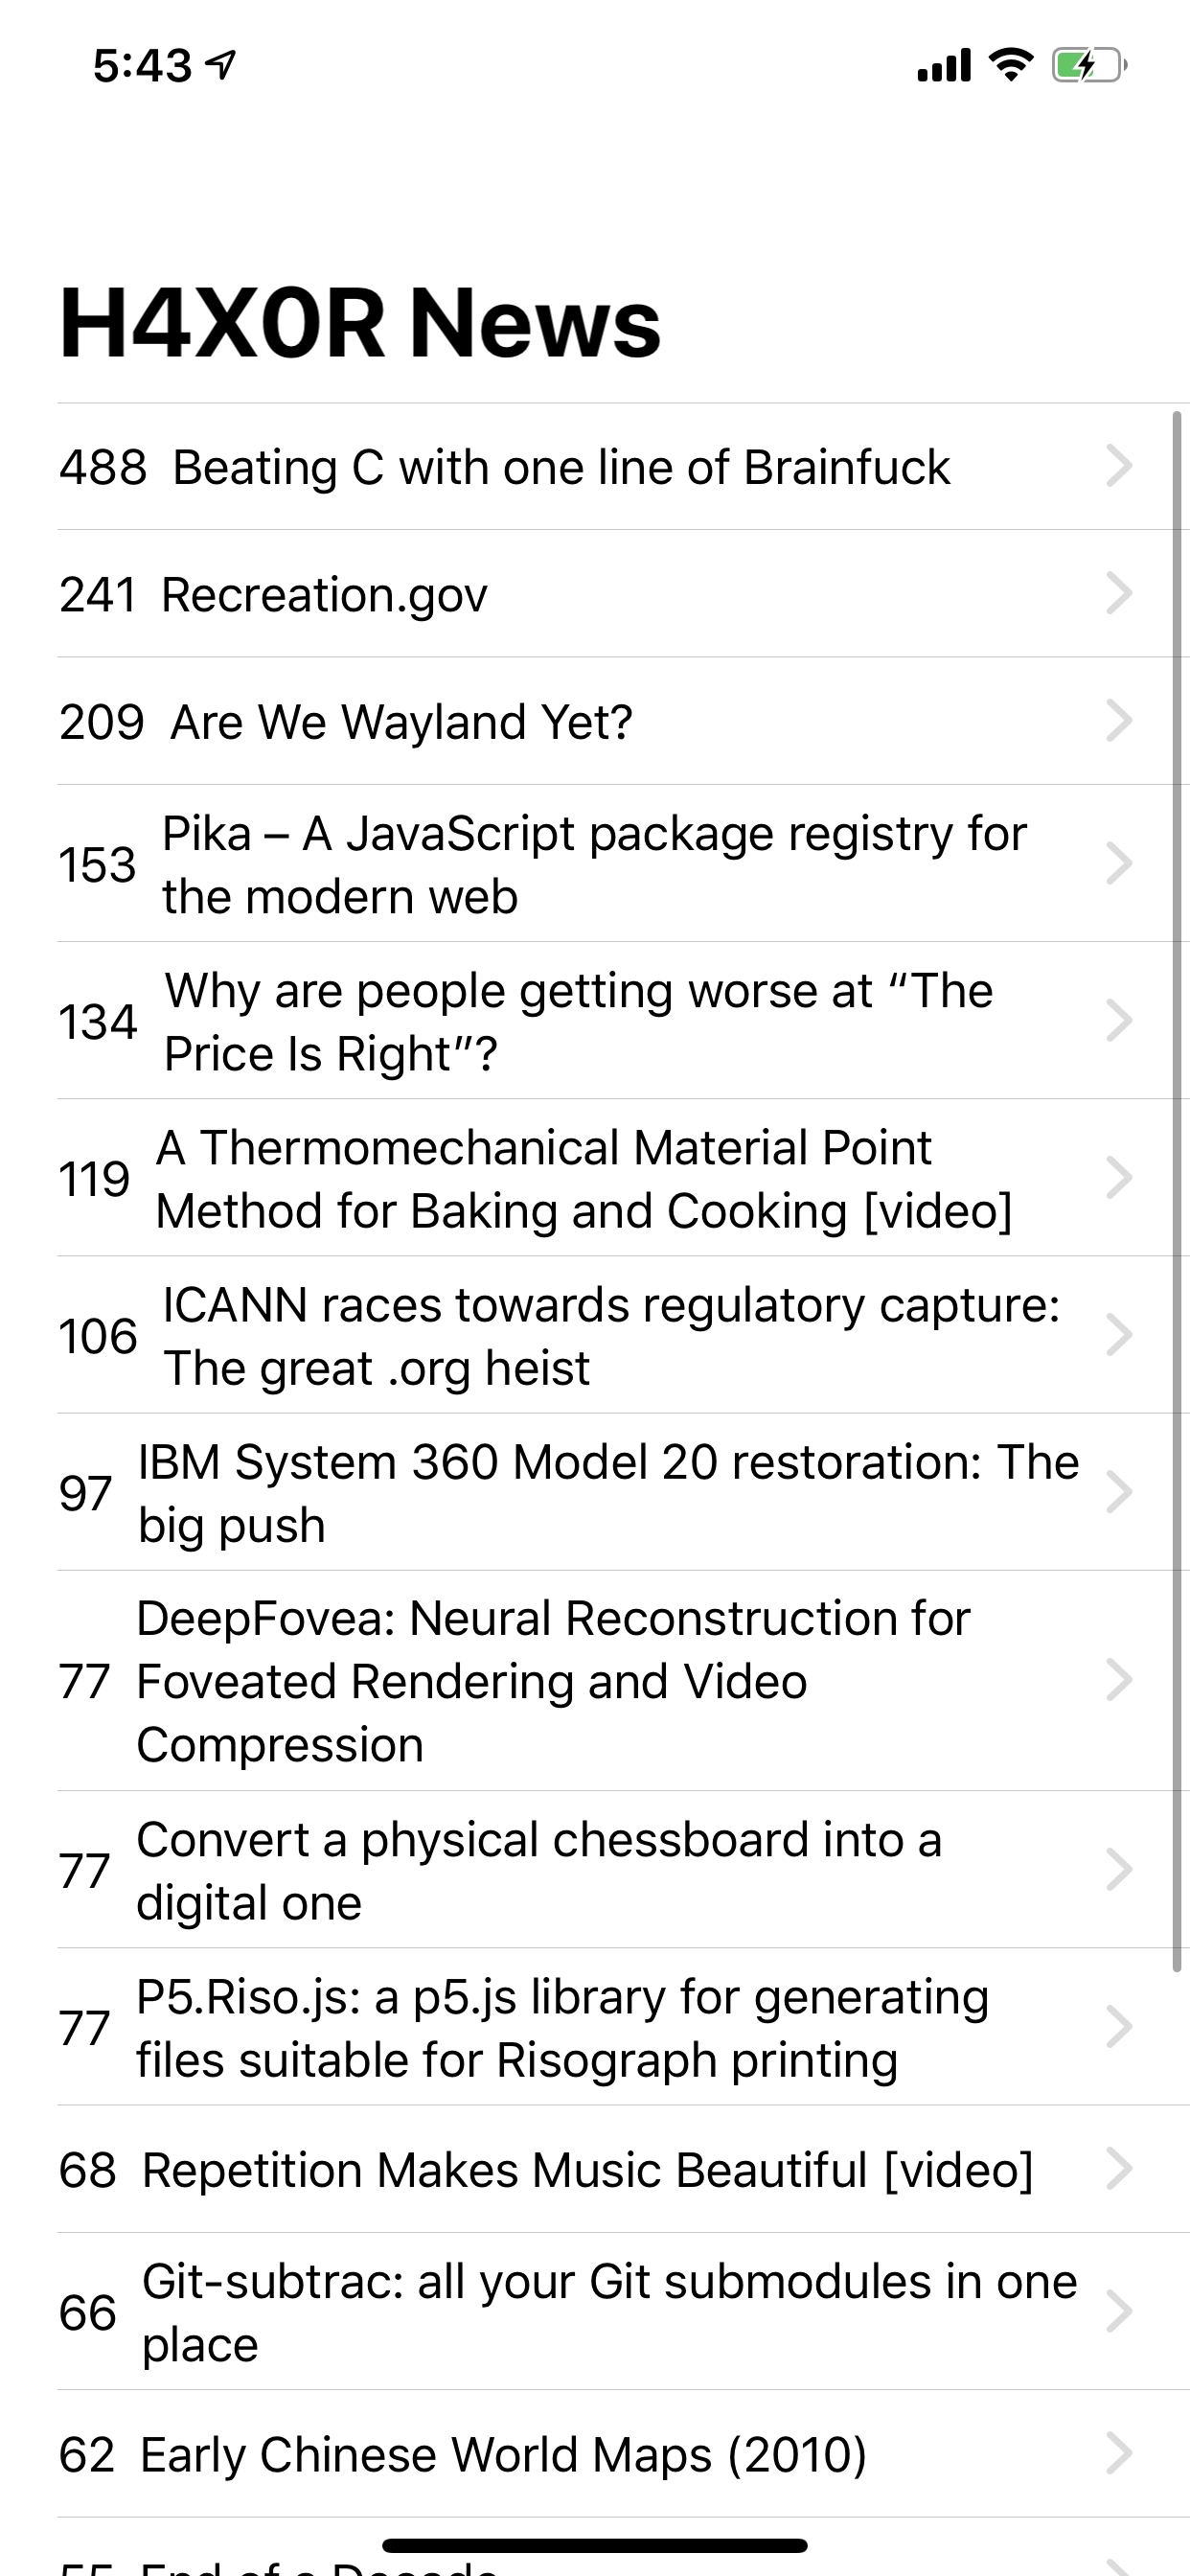 5:43
H4X0R News
488 Beating C with one line of Brainfuck
241 Recreation.gov
209 Are We Wayland Yet?
153 Pika – A JavaScript package registry for
the modern web
134 Why are people getting worse at “The
Price Is Right”?
119 A Thermomechanical Material Point
Method for Baking and Cooking [video]
106 ICANN races towards regulatory capture:
The great .org heist
97 IBM System 360 Model 20 restoration: The
big push
DeepFovea: Neural Reconstruction for
77 Foveated Rendering and Video
Compression
77 Convert a physical chessboard into a
digital one
77 P5.Riso.js: a p5.js library for generating
files suitable for Risograph printing
68 Repetition Makes Music Beautiful [video]
66 Git-subtrac: all your Git submodules in one
place
62 Early Chinese World Maps (2010)
55 End of a Decade